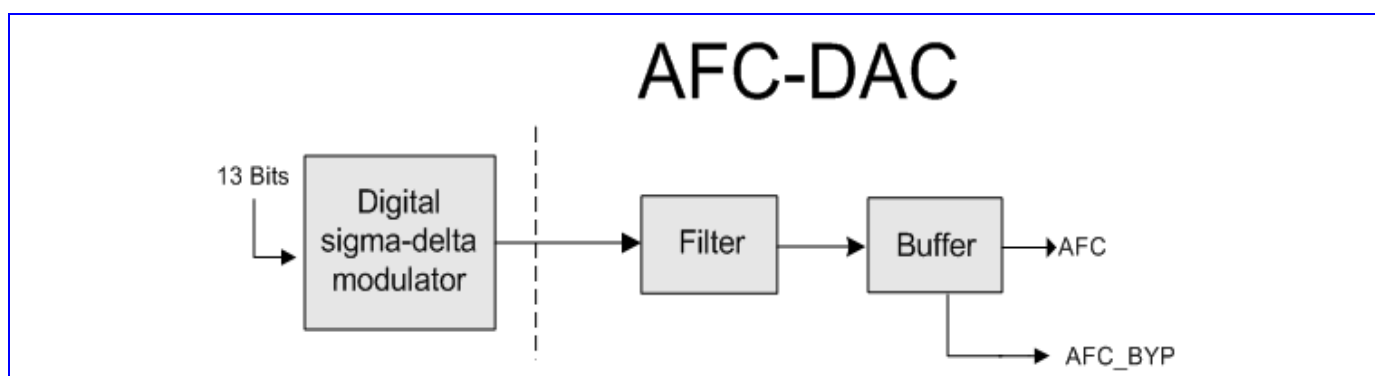 AFC-DAC
13 Bits
Digital
sigma-delta
modulator
Filter
Buffer
AFC
AFC_BYP